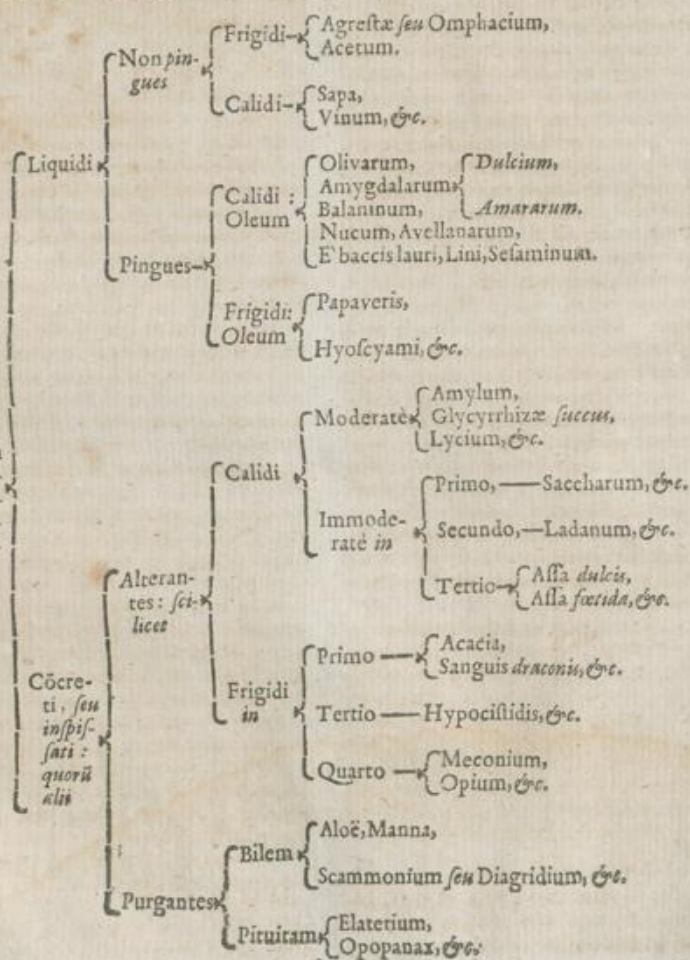 Frigidi
Agrestæ seu Omphacium,
Acetum.
Non pin-
gues
Calidi
Sapa,
Vinum, &c.
Liquidi
Olivarum,
Dulcium,
Calidi :
Oleum
Amygdalarum
Balaninum,
Amararum.
Nucum, Avellanarum,
E' baccis lauri, Lini, Sesaminum.
Pingues
Frigidi:
Oleum
Papaveris,
Hyoscyami, &c.
Moderatè
Amylum,
Glycyrrhizæ succus,
Lycium, &c.
Calidi
Immode-
ratè in
Primo, — Saccharum, &c.
Secundo, — Ladanum, &c.
Tertio
Assa dulcis,
Assa fœtida, &c.
Alteran-
tes : sci-
licet
Frigidi
in
Primo
Acacia,
Sanguis draconis, &c.
Tertio — Hypocistidis, &c.
Quarto
Meconium,
Opium, &c.
Cōcre-
ti, seu
inspis-
sati :
quorū
alii
Bilem
Aloë, Manna,
Scammonium seu Diagridium, &c.
Purgantes
Pituitam
Elaterium,
Opopanax, &c.